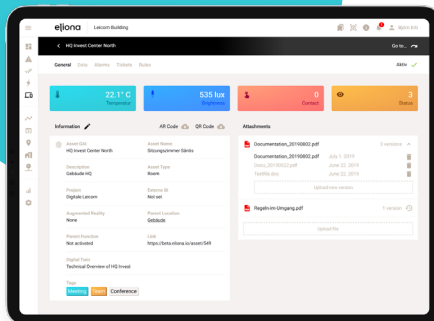 eliona
Leicom Building
HQ Invest Center North
Go to...
General Data Alarms Tickets Rules
Aktiv
22.1° C
Temperatur
535 lux
Brightness
0
Contact
3
Status
Information
AR Code
QR Code
Attachments
Asset GAI
HQ Invest Center North
Asset Name
Sitzungszimmer Säntis
Description
Gebäude HQ
Asset Type
Room
Project
Digitale Leicom
Externe ID
Not set
Augmented Reality
None
Parent Location
Gebäude
Parent Function
Not activated
Link
https://beta.eliona.io/asset/549
Digital Twin
Technical Overview of HQ Invest
Tags
Meeting
Conference
Documentation_20190802.pdf
3 versions
Documentation_20190802.pdf
July 1. 2019
June 22. 2019
June 22. 2019
Upload new version
Regeln-im-Umgang.pdf
1 version
Upload file